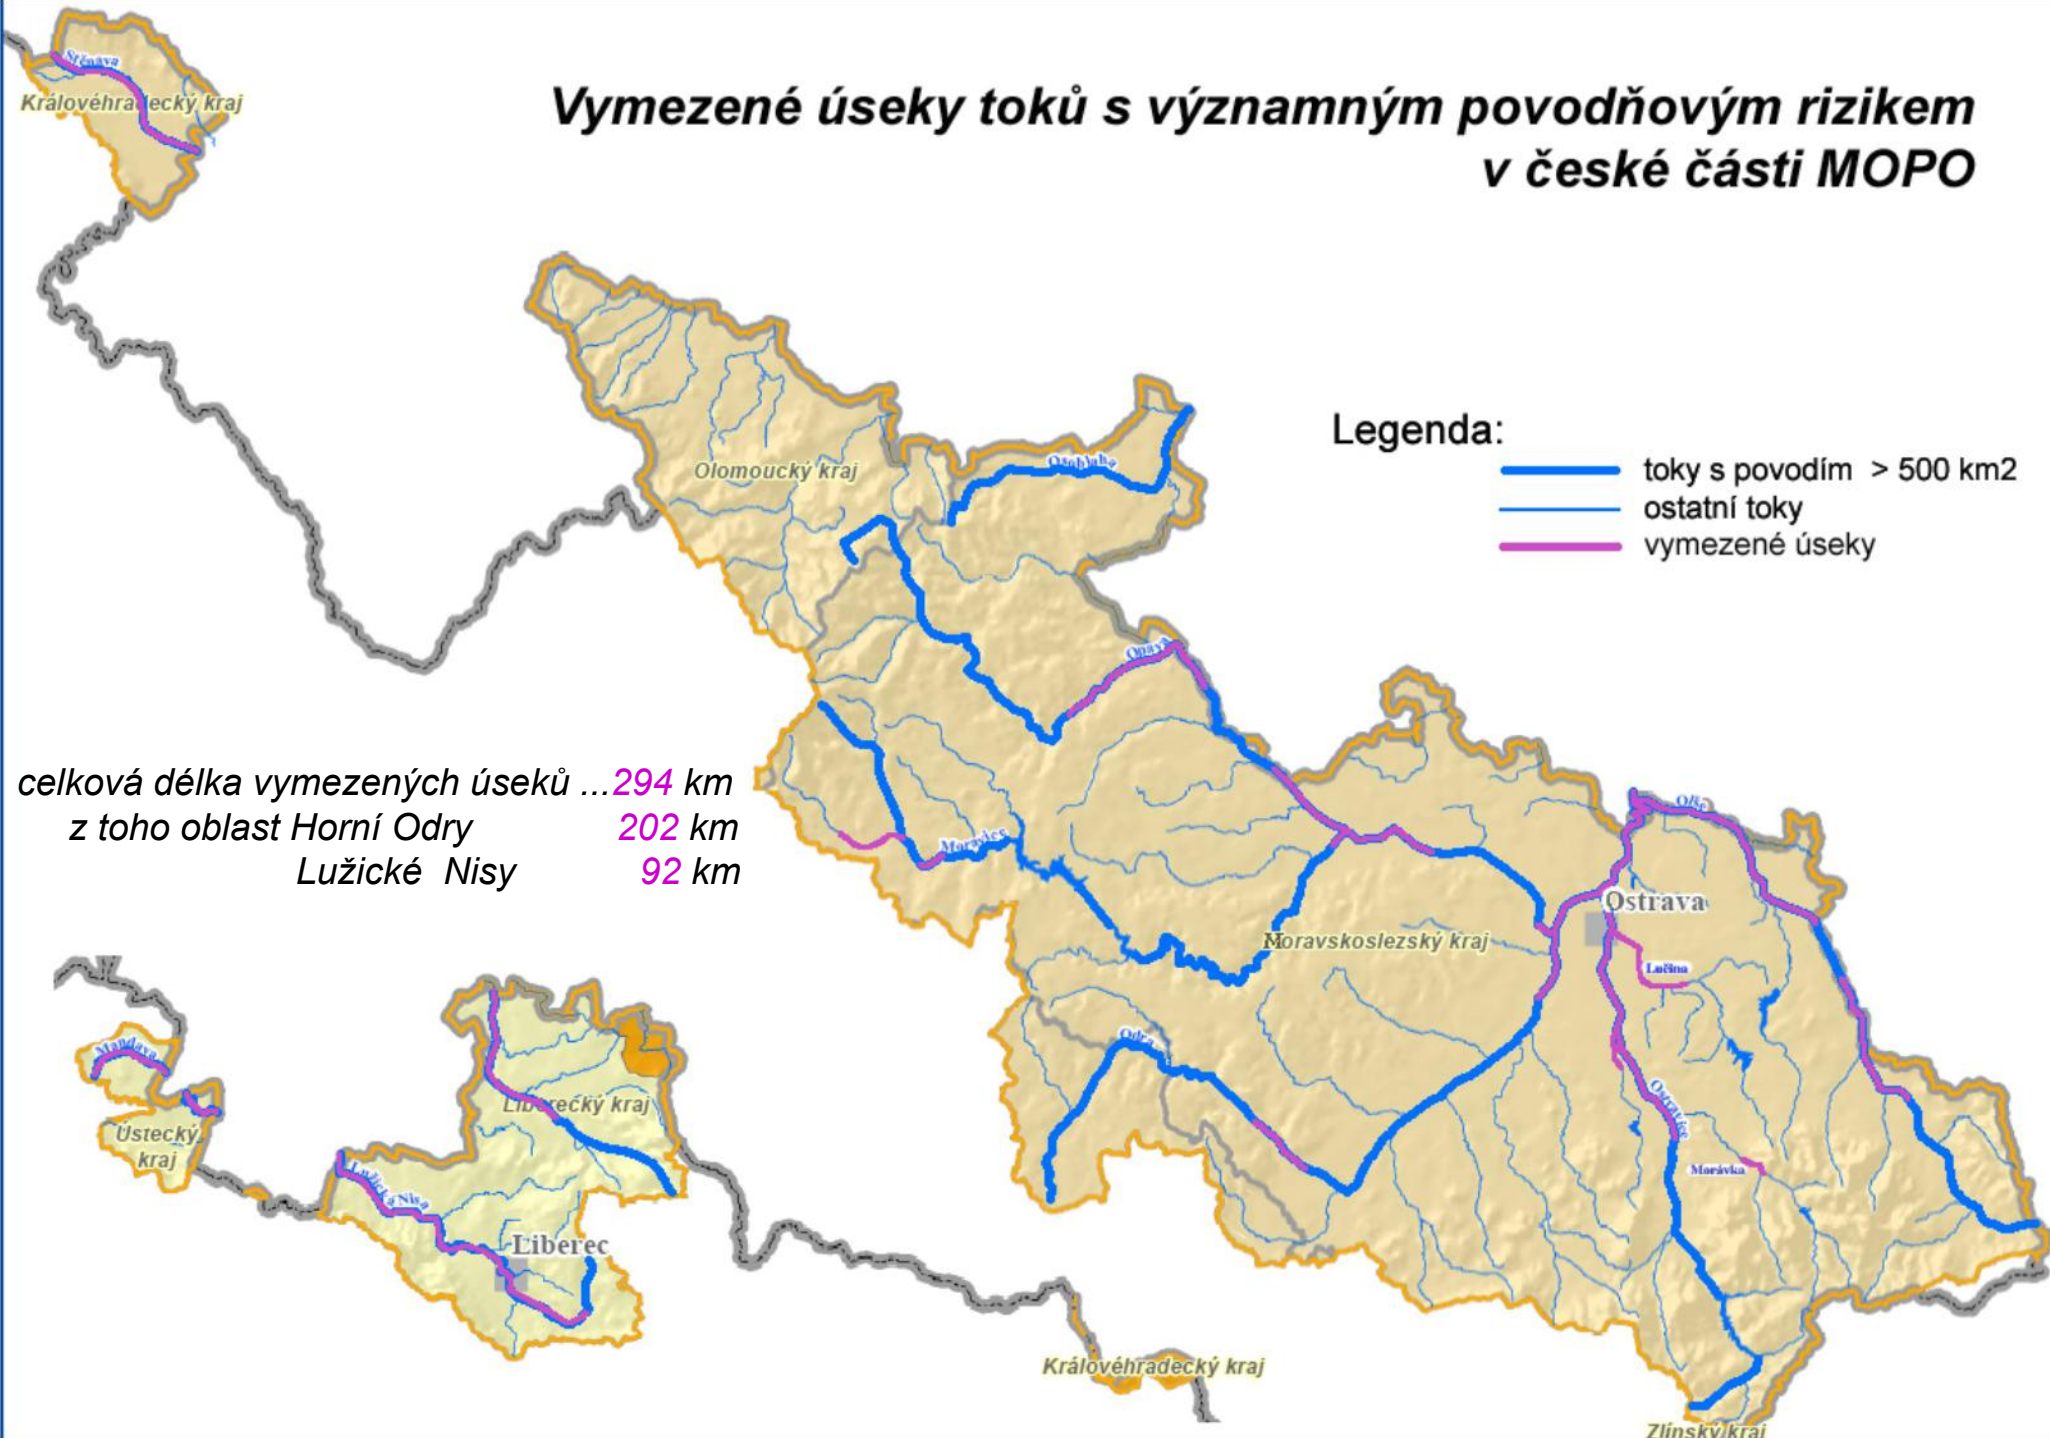 Vymezené úseky toků s významným povodňovým rizikem
v české části MOPO
Stěnava
Královéhradecký kraj
Legenda:
toky s povodím > 500 km2
ostatní toky
vymezené úseky
Olomoucký kraj
Osoblaha
Opava
celková délka vymezených úseků ...294 km
z toho oblast Horní Odry 202 km
Lužické Nisy 92 km
Moravice
Olše
Ostrava
Moravskoslezský kraj
Lučina
Odra
Ostravice
Morávka
Mandava
Ústecký
kraj
Liberecký kraj
Lužická Nisa
Liberec
Královéhradecký kraj
Zlínský kraj